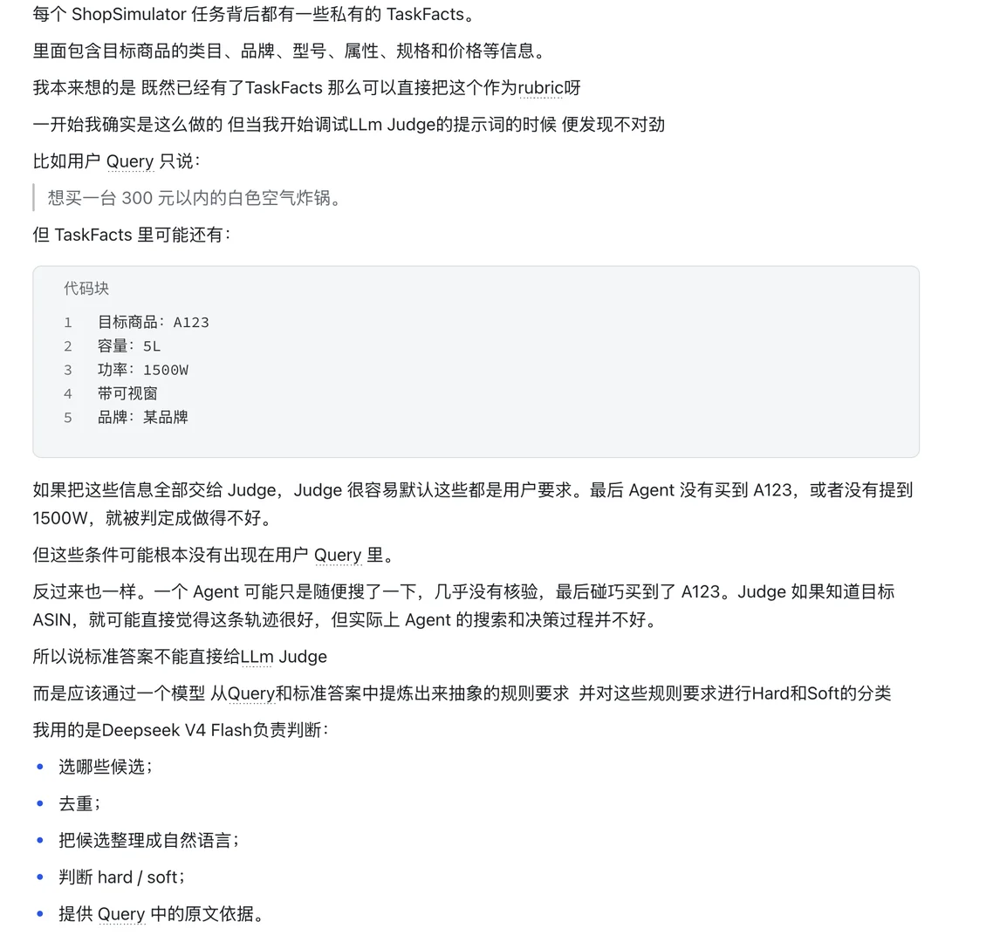 每个 ShopSimulator 任务背后都有一些私有的 TaskFacts。
里面包含目标商品的类目、品牌、型号、属性、规格和价格等信息。
我本来想的是 既然已经有了TaskFacts 那么可以直接把这个作为rubric呀
一开始我确实是这么做的 但当我开始调试LLm Judge的提示词的时候 便发现不对劲
比如用户 Query 只说：
想买一台 300 元以内的白色空气炸锅。
但 TaskFacts 里可能还有：
代码块
1 目标商品：A123
2 容量：5L
3 功率：1500W
4 带可视窗
5 品牌：某品牌
如果把这些信息全部交给 Judge，Judge 很容易默认这些都是用户要求。最后 Agent 没有买到 A123，或者没有提到
1500W，就被判定成做得不好。
但这些条件可能根本没有出现在用户 Query 里。
反过来也一样。一个 Agent 可能只是随便搜了一下，几乎没有核验，最后碰巧买到了 A123。Judge 如果知道目标
ASIN，就可能直接觉得这条轨迹很好，但实际上 Agent 的搜索和决策过程并不好。
所以说标准答案不能直接给LLm Judge
而是应该通过一个模型 从Query和标准答案中提炼出来抽象的规则要求 并对这些规则要求进行Hard和Soft的分类
我用的是Deepseek V4 Flash负责判断：
• 选哪些候选；
• 去重；
• 把候选整理成自然语言；
• 判断 hard / soft；
• 提供 Query 中的原文依据。